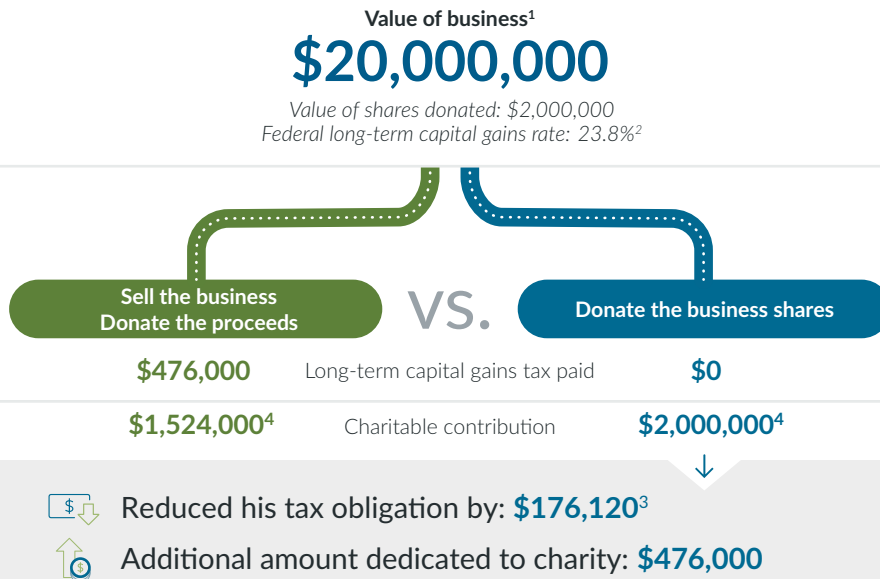 Value of business¹
$20,000,000
Value of shares donated: $2,000,000
Federal long-term capital gains rate: 23.8%²
Sell the business
Donate the proceeds
vs.
Donate the business shares
$476,000 Long-term capital gains tax paid $0
$1,524,000⁴ Charitable contribution $2,000,000⁴
$ Reduced his tax obligation by: $176,120³
$ Additional amount dedicated to charity: $476,000